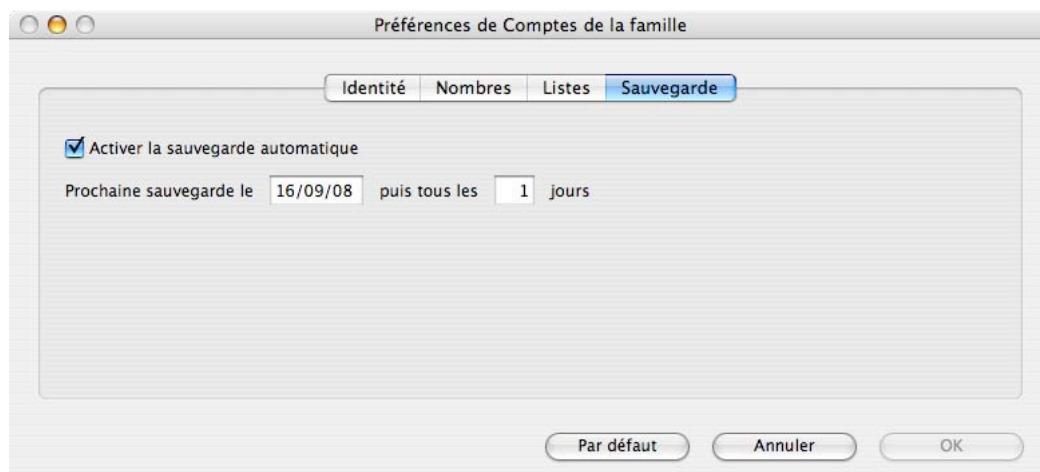 Préférences de Comptes de la famille
Identité Nombres Listes Sauvegarde
Activer la sauvegarde automatique
Prochaine sauvegarde le 16/09/08 puis tous les 1 jours
Par défaut Annuler OK